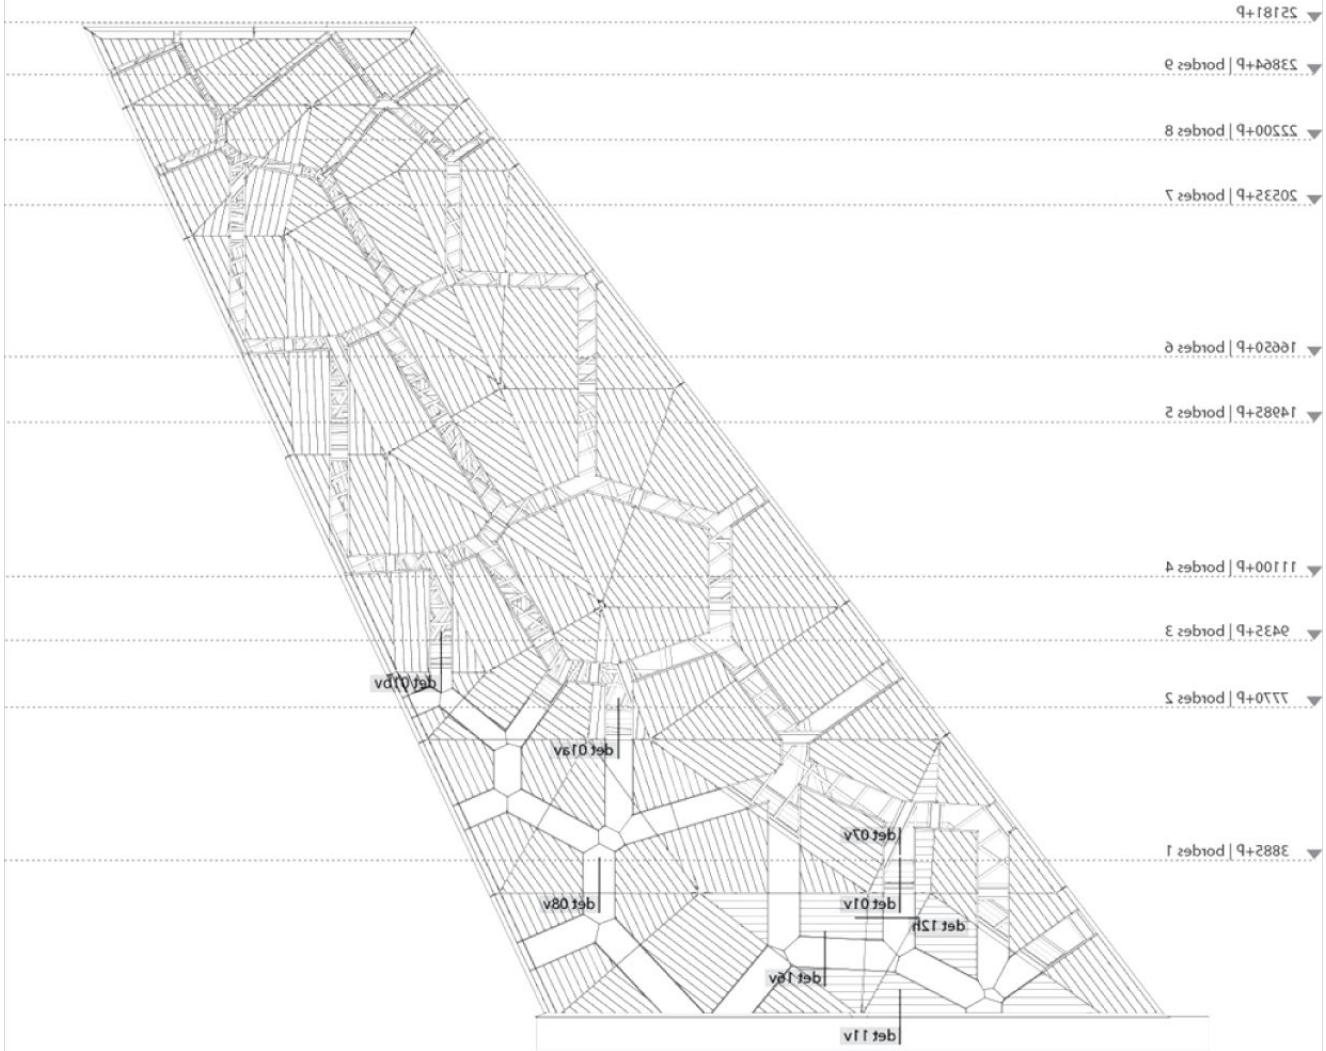 25181+P
23864+P | bordes 9
22200+P | bordes 8
20535+P | bordes 7
16650+P | bordes 6
14985+P | bordes 5
11100+P | bordes 4
9435+P | bordes 3
det 01bv
7770+P | bordes 2
det 01av
det 07v
3885+P | bordes 1
det 08v
det 01v
det 12h
det 16v
det 11v